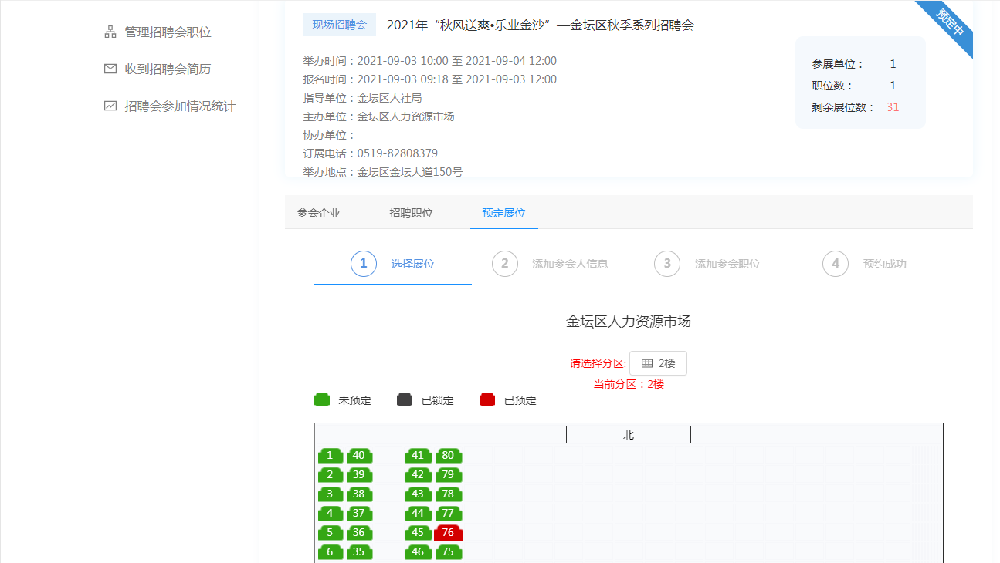 管理招聘会职位
收到招聘会简历
招聘会参加情况统计
现场招聘会 2021年“秋风送爽•乐业金沙”—金坛区秋季系列招聘会
预定中
举办时间：2021-09-03 10:00 至 2021-09-04 12:00
报名时间：2021-09-03 09:18 至 2021-09-03 12:00
指导单位：金坛区人社局
主办单位：金坛区人力资源市场
协办单位：
订展电话：0519-82808379
举办地点：金坛区金坛大道150号
参展单位： 1
职位数： 1
剩余展位数： 31
参会企业 招聘职位 预定展位
1 选择展位 2 添加参会人信息 3 添加参会职位 4 预约成功
金坛区人力资源市场
请选择分区: 2楼
当前分区：2楼
未预定 已锁定 已预定
北
1 40 41 80
2 39 42 79
3 38 43 78
4 37 44 77
5 36 45 76
6 35 46 75